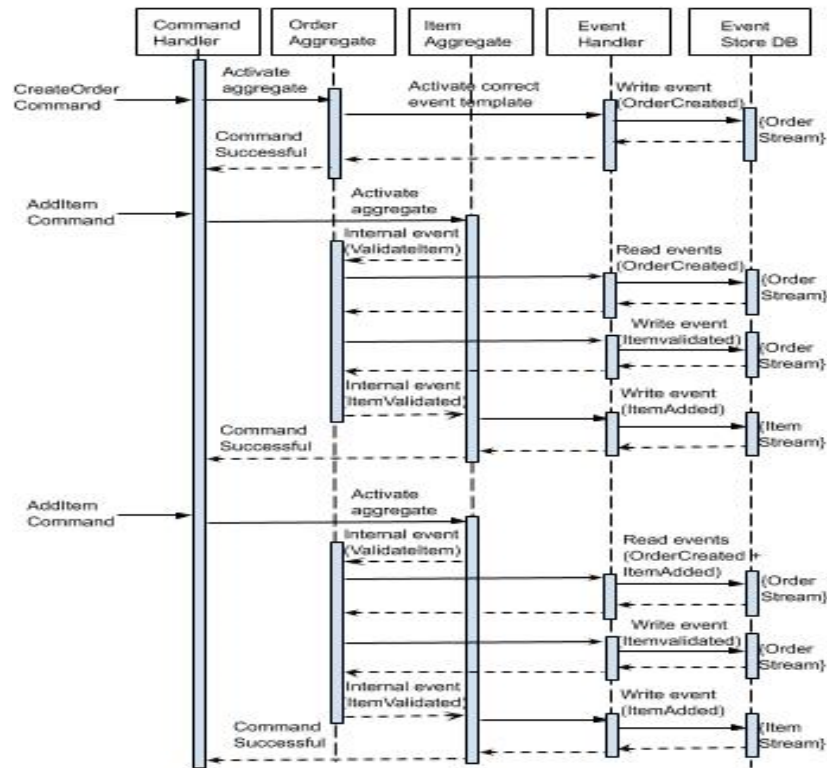 Command
Handler
Order
Aggregate
Item
Aggregate
Event
Handler
Event
Store DB
CreateOrder
Command
Activate
aggregate
Activate correct
event template
Write event
(OrderCreated)
{Order
Stream}
Command
Successful
AddItem
Command
Activate
aggregate
Internal event
(ValidateItem)
Read events
(OrderCreated)
{Order
Stream}
Write event
(Itemvalidated)
{Order
Stream}
Internal event
(ItemValidated)
Write event
(ItemAdded)
{Item
Stream}
Command
Successful
AddItem
Command
Activate
aggregate
Internal event
(ValidateItem)
Read events
(OrderCreated +
ItemAdded)
{Order
Stream}
Write event
(Itemvalidated)
{Order
Stream}
Internal event
(ItemValidated)
Write event
(ItemAdded)
{Item
Stream}
Command
Successful